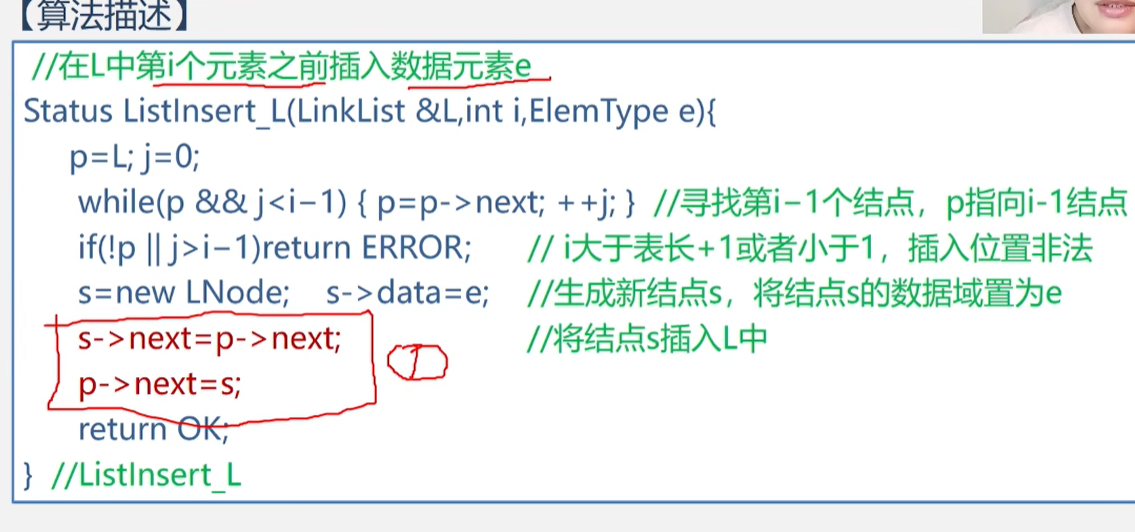 【算法描述】
//在L中第i个元素之前插入数据元素e
Status ListInsert_L(LinkList &L,int i,ElemType e){
p=L; j=0;
while(p && j<i−1) { p=p->next; ++j; } //寻找第i−1个结点，p指向i-1结点
if(!p || j>i−1)return ERROR; // i大于表长+1或者小于1，插入位置非法
s=new LNode; s->data=e; //生成新结点s，将结点s的数据域置为e
s->next=p->next; //将结点s插入L中
p->next=s;
return OK;
} //ListInsert_L